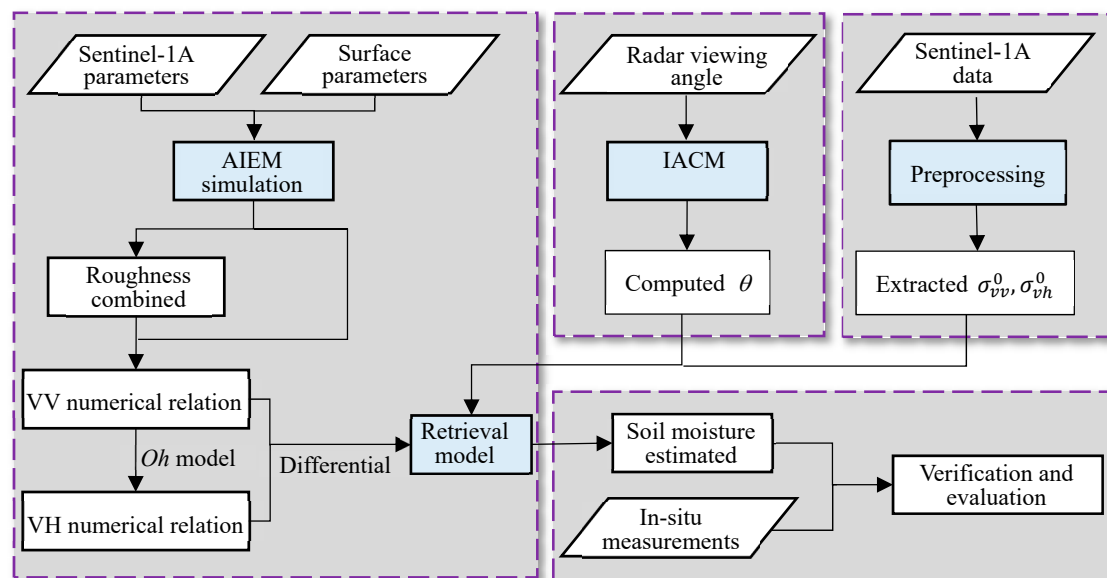 Sentinel-1A
parameters
Surface
parameters
AIEM
simulation
Roughness
combined
VV numerical relation
Oh model
VH numerical relation
Differential
Retrieval
model
Radar viewing
angle
IACM
Computed θ
Sentinel-1A
data
Preprocessing
Extracted σ⁰ᵥᵥ, σ⁰ᵥₕ
Soil moisture
estimated
In-situ
measurements
Verification and
evaluation